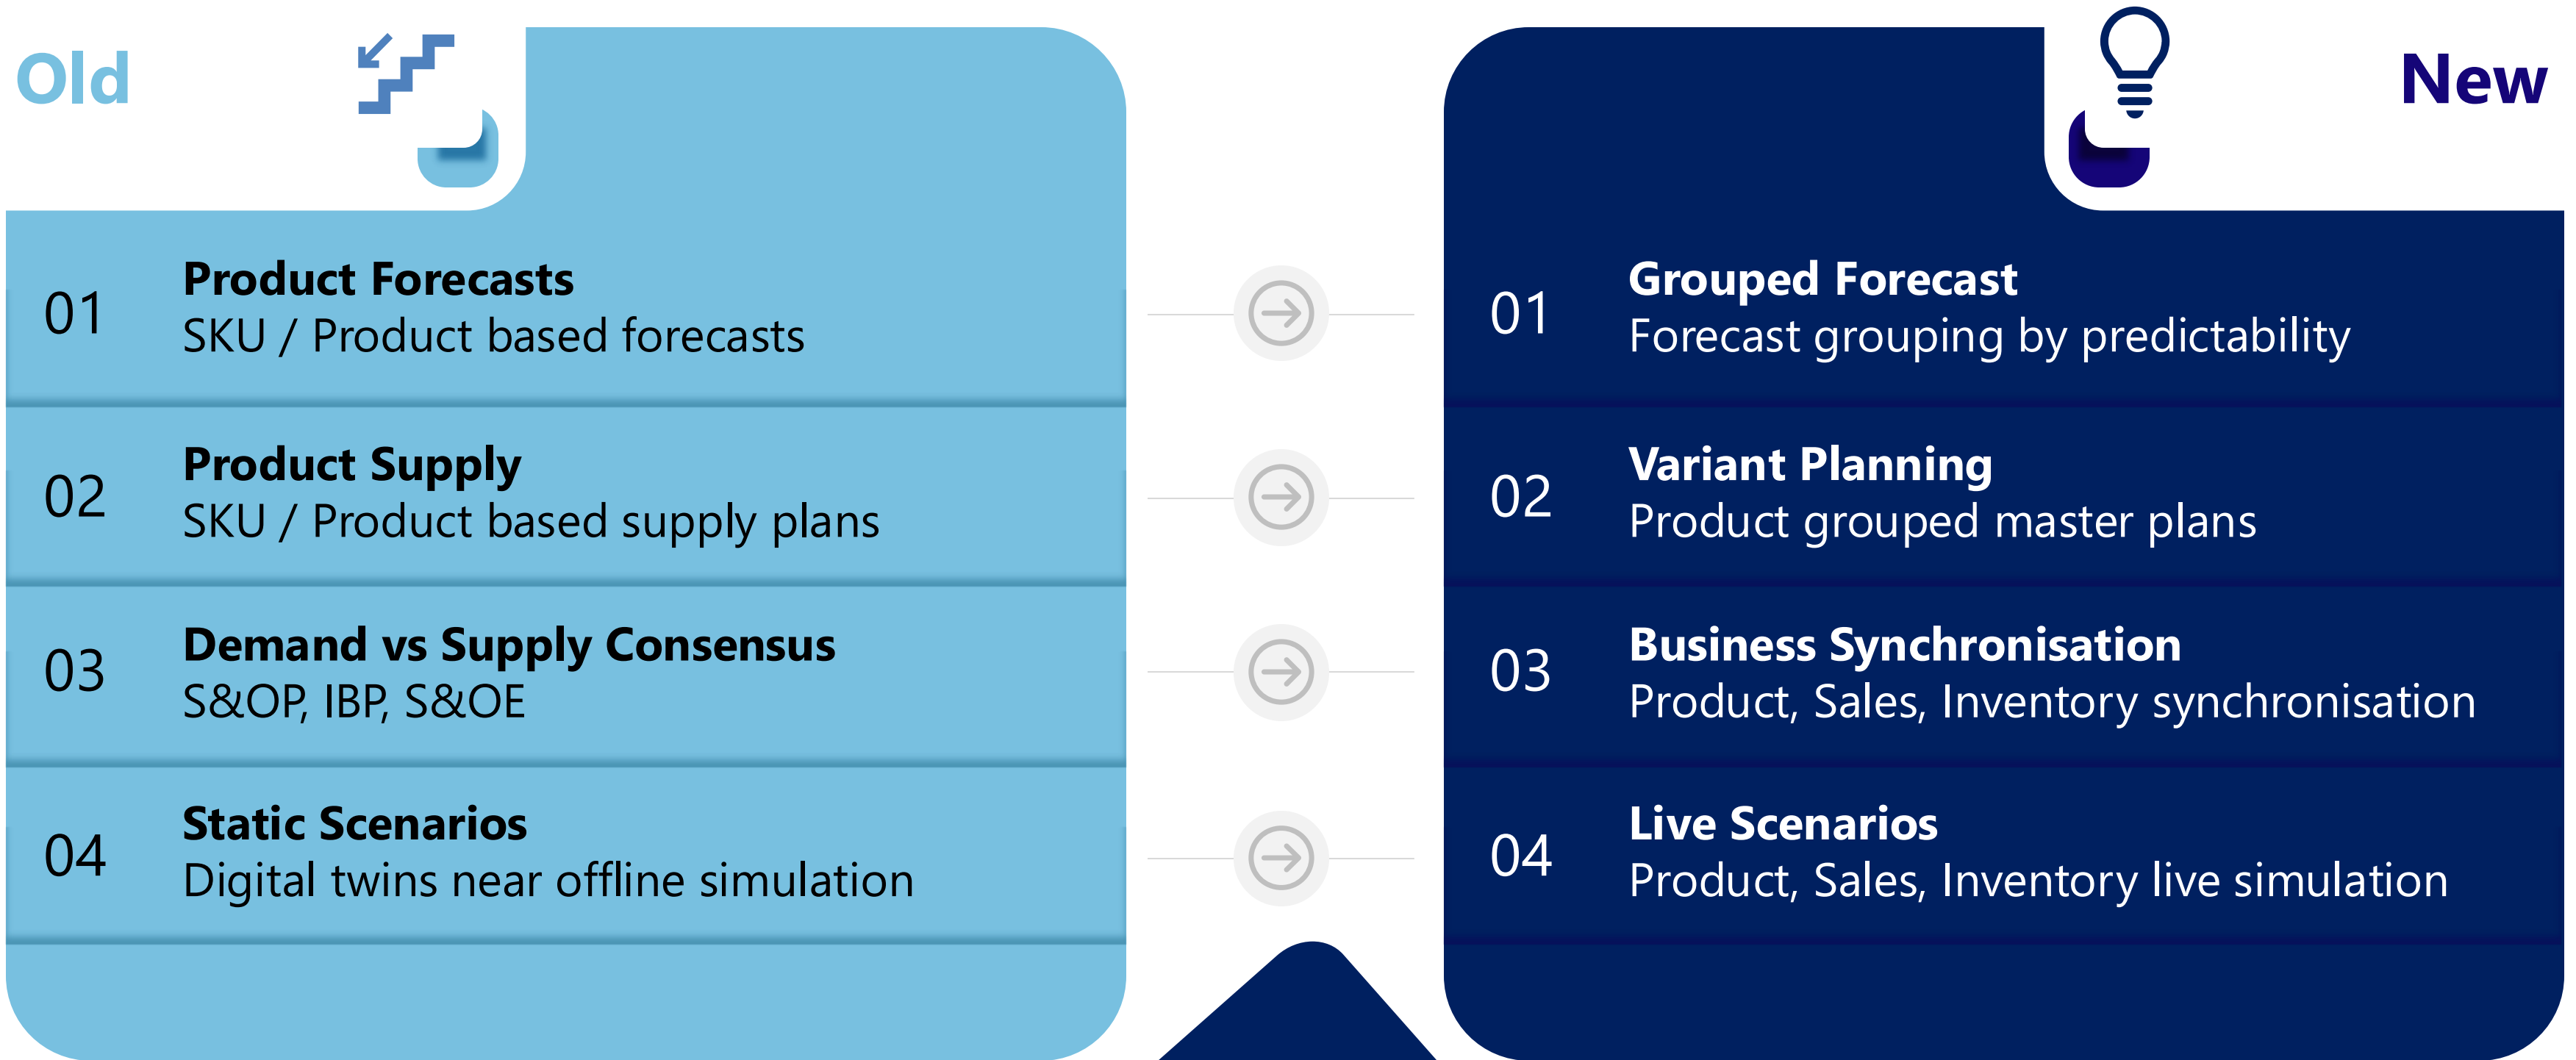 Old
01
Product Forecasts
SKU / Product based forecasts
02
Product Supply
SKU / Product based supply plans
03
Demand vs Supply Consensus
S&OP, IBP, S&OE
04
Static Scenarios
Digital twins near offline simulation
New
01
Grouped Forecast
Forecast grouping by predictability
02
Variant Planning
Product grouped master plans
03
Business Synchronisation
Product, Sales, Inventory synchronisation
04
Live Scenarios
Product, Sales, Inventory live simulation